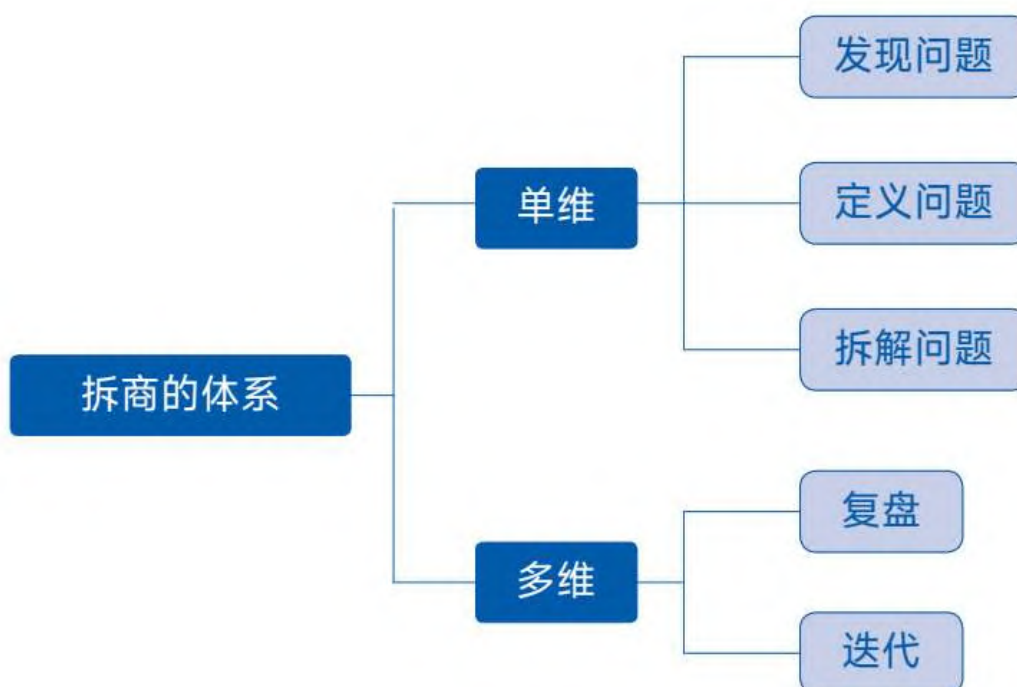 拆商的体系
单维
发现问题
定义问题
拆解问题
多维
复盘
迭代